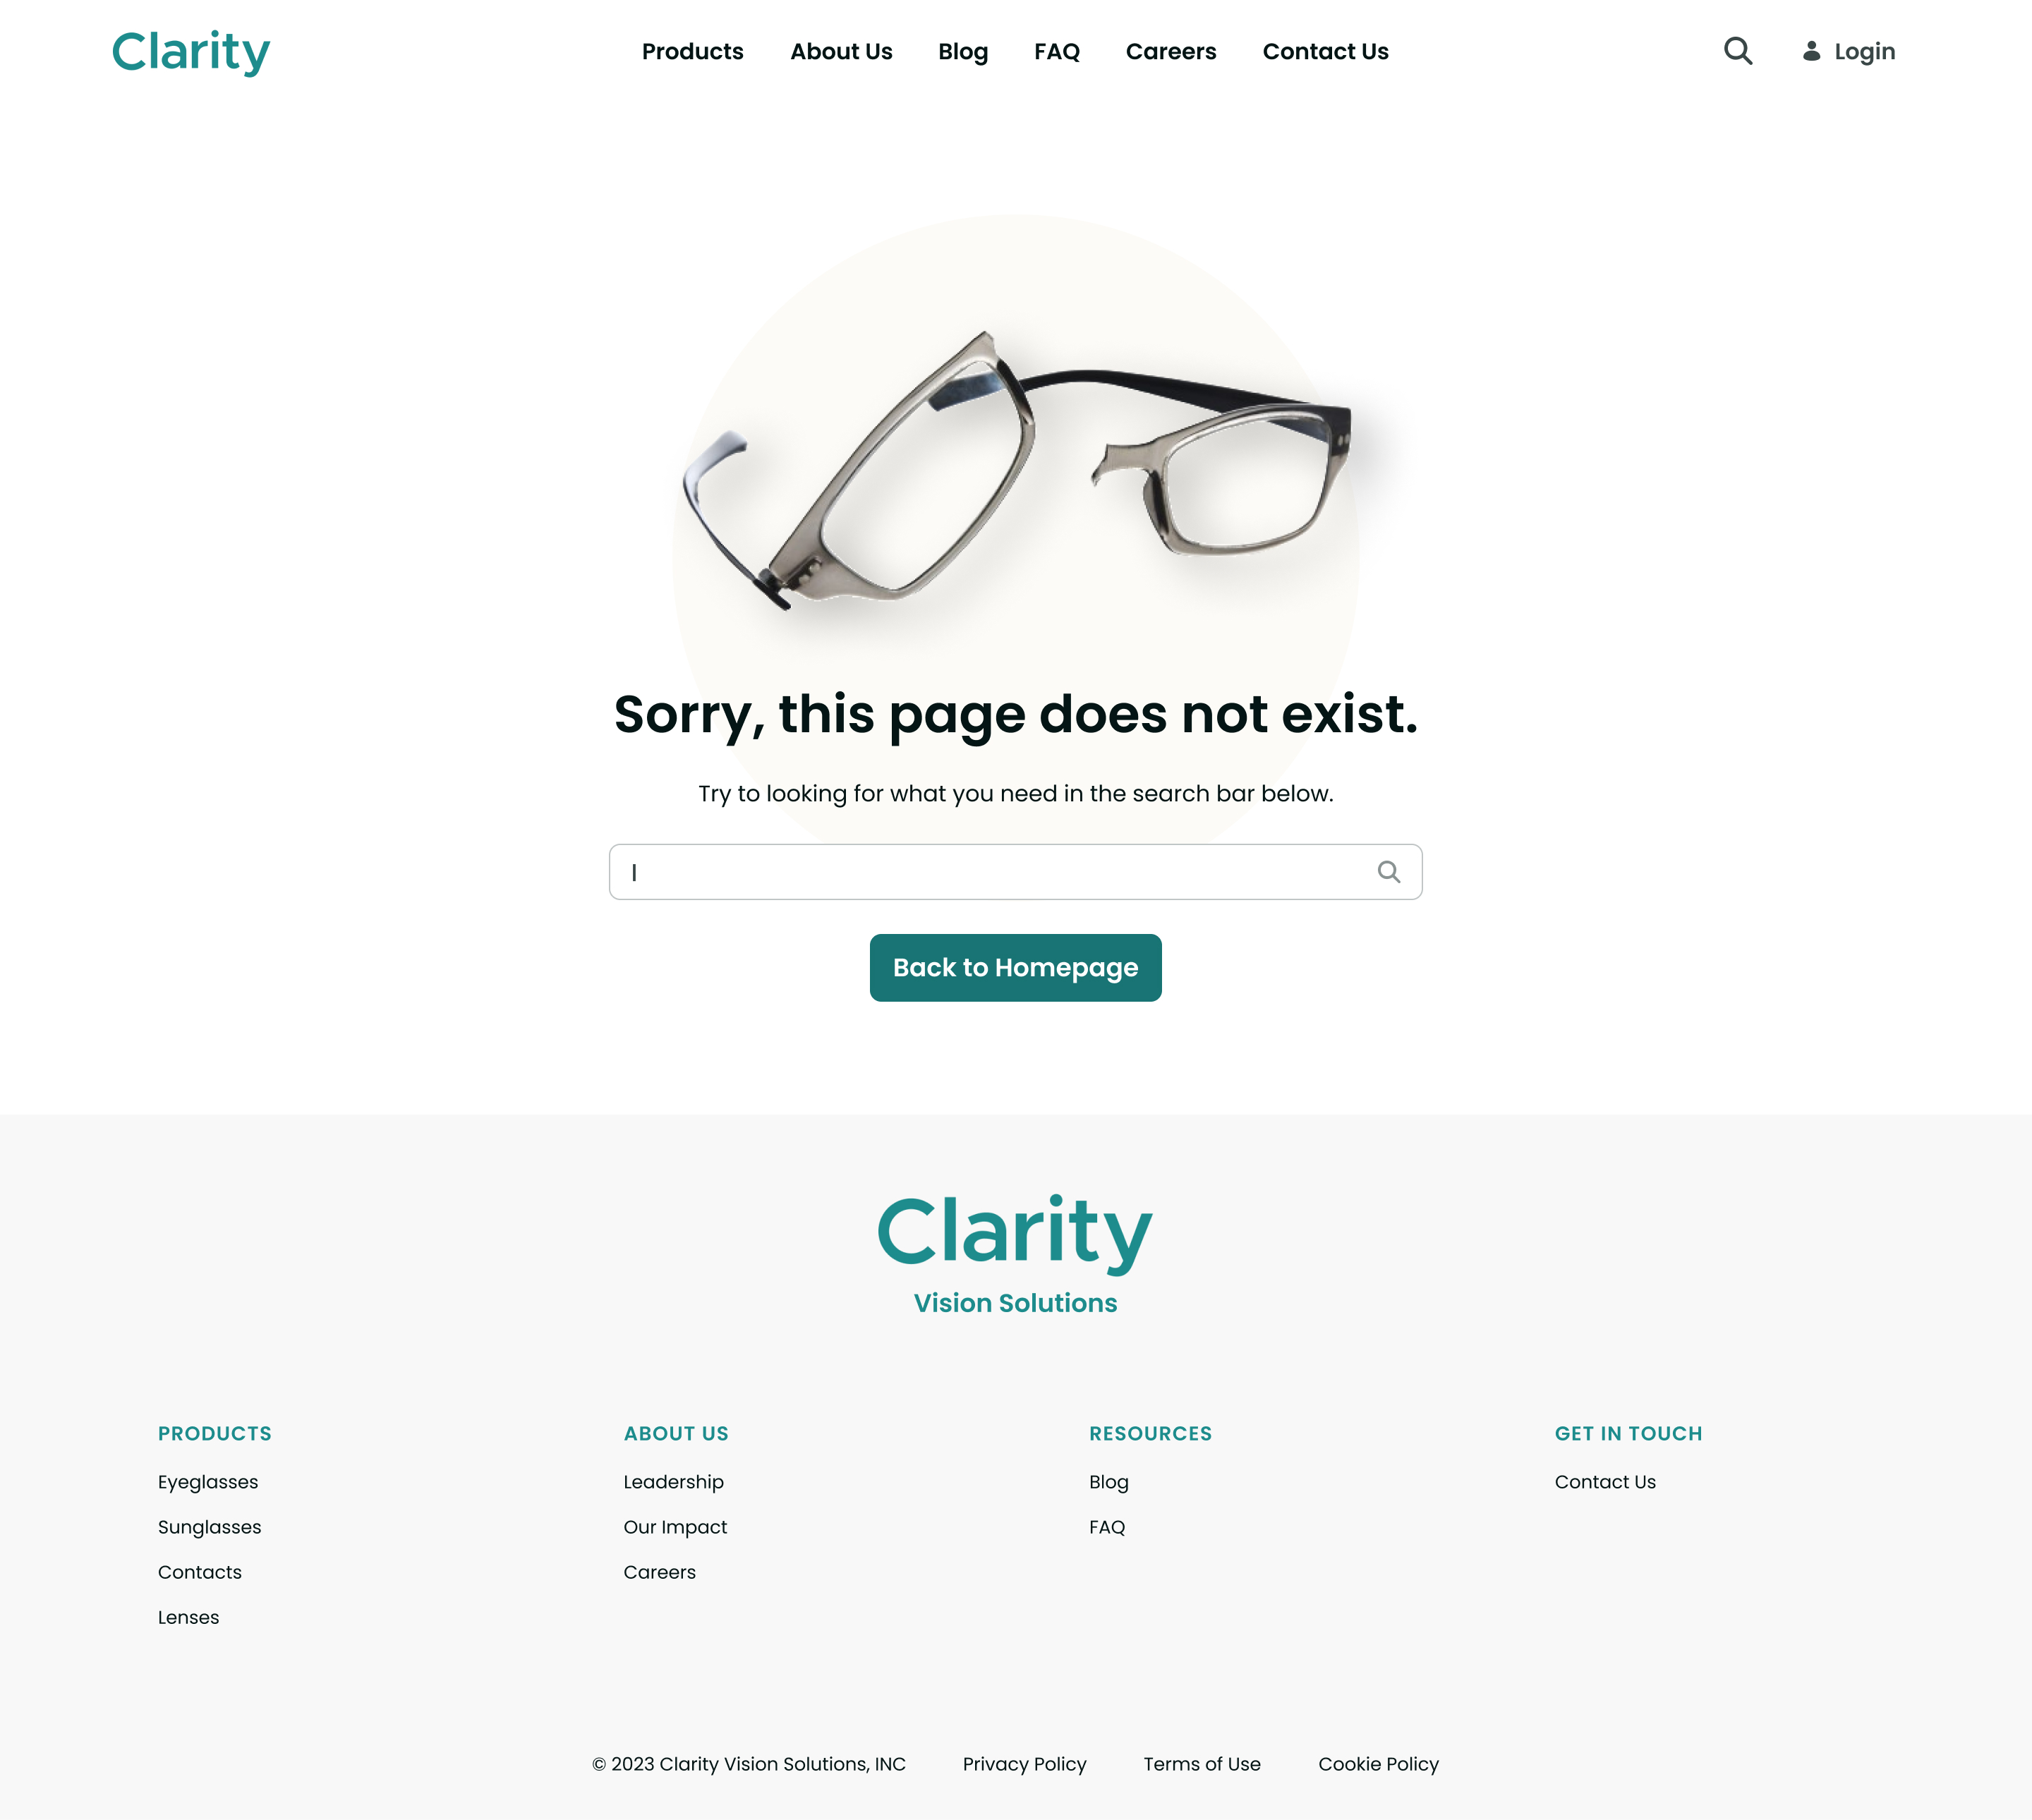 Clarity
Products About Us Blog FAQ Careers Contact Us
Login
Sorry, this page does not exist.
Try to looking for what you need in the search bar below.
Back to Homepage
Clarity
Vision Solutions
PRODUCTS
Eyeglasses
Sunglasses
Contacts
Lenses
ABOUT US
Leadership
Our Impact
Careers
RESOURCES
Blog
FAQ
GET IN TOUCH
Contact Us
© 2023 Clarity Vision Solutions, INC Privacy Policy Terms of Use Cookie Policy